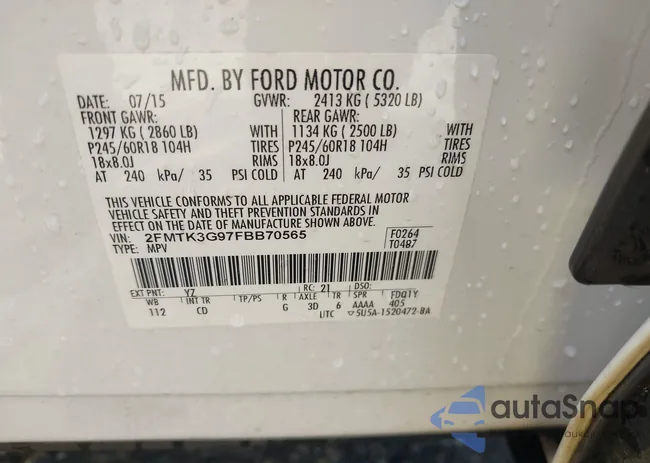 MFD. BY FORD MOTOR CO.
DATE: 07/15 GVWR: 2413 KG ( 5320 LB)
FRONT GAWR: REAR GAWR:
1297 KG ( 2860 LB) WITH 1134 KG ( 2500 LB) WITH
P245/60R18 104H TIRES P245/60R18 104H TIRES
18x8.0J RIMS 18x8.0J RIMS
AT 240 kPa/ 35 PSI COLD AT 240 kPa/ 35 PSI COLD
THIS VEHICLE CONFORMS TO ALL APPLICABLE FEDERAL MOTOR
VEHICLE SAFETY AND THEFT PREVENTION STANDARDS IN
EFFECT ON THE DATE OF MANUFACTURE SHOWN ABOVE.
VIN: 2FMTK3G97FBB70565 F0264
TYPE: MPV T0487
EXT PNT: YZ RC: 21 DSO:
WB INT TR TP/PS R AXLE TR SPR FDQ1Y
112 CD G 3D 6 AAAA 405
UTC 5U5A-1520472-BA
autoSnap